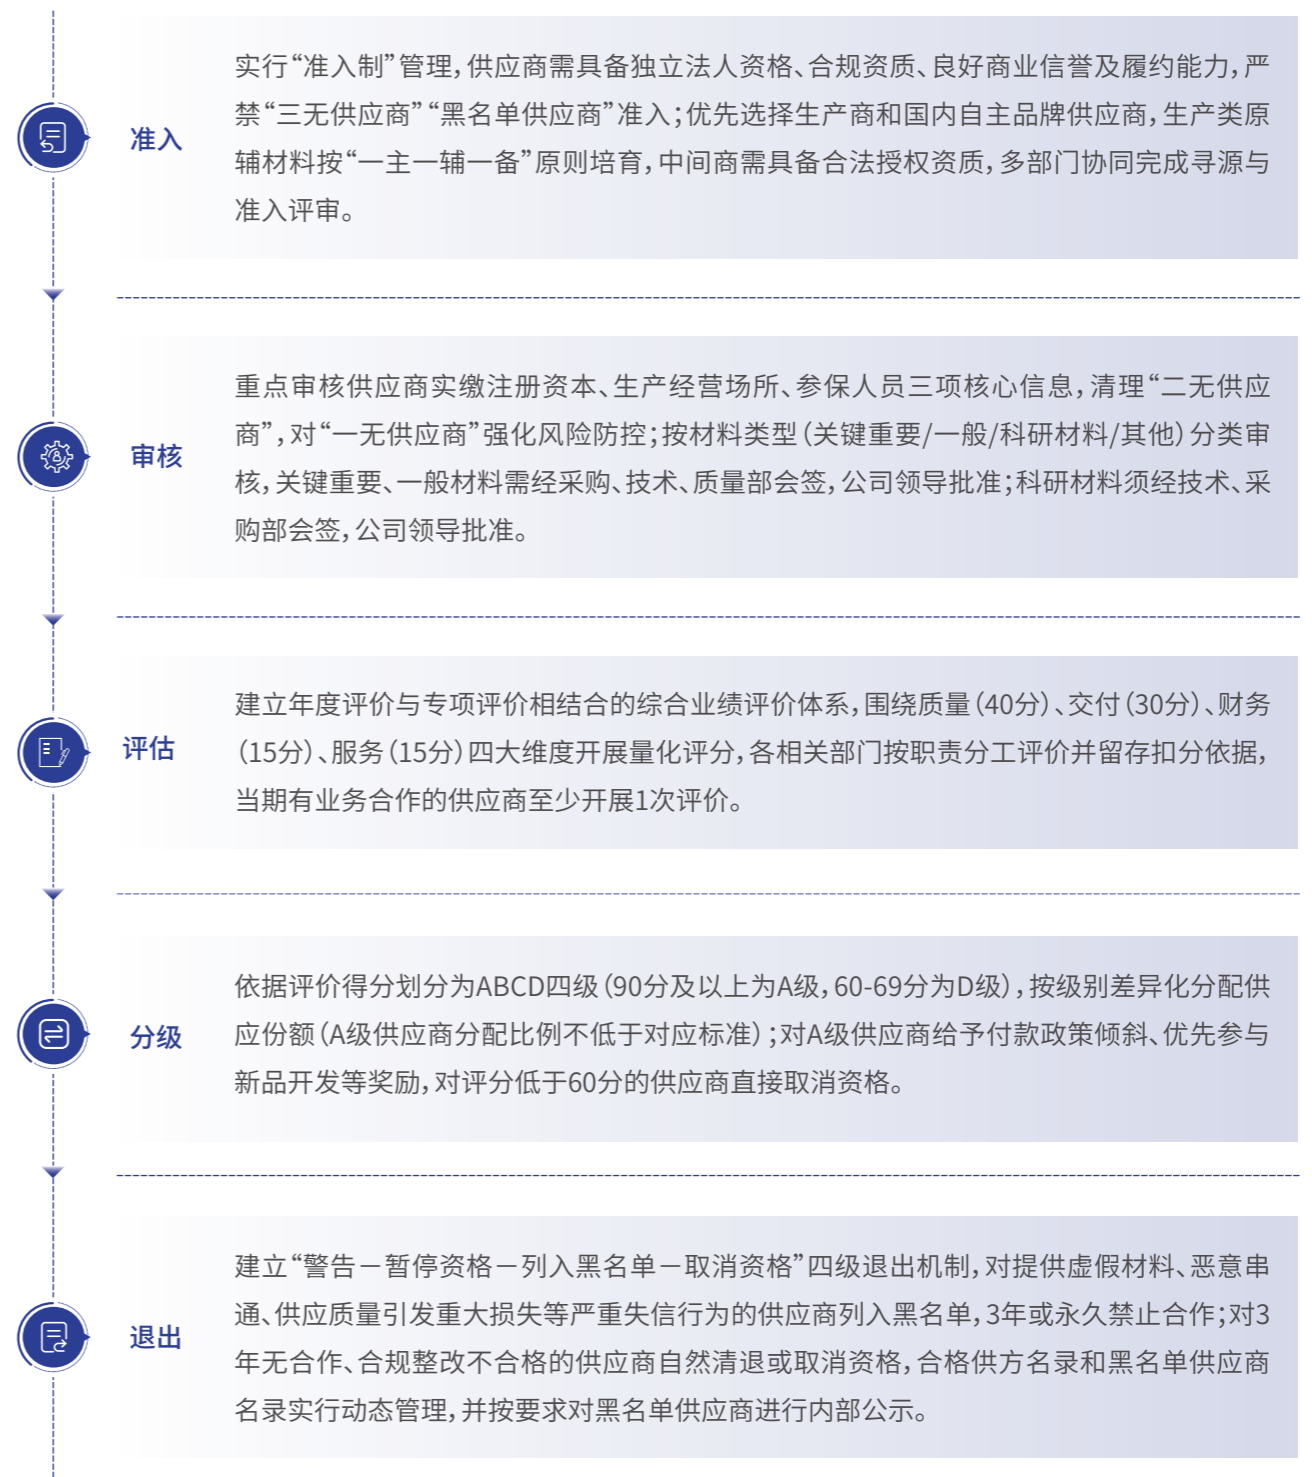 准入
实行“准入制”管理，供应商需具备独立法人资格、合规资质、良好商业信誉及履约能力，严
禁“三无供应商”“黑名单供应商”准入；优先选择生产商和国内自主品牌供应商，生产类原
辅材料按“一主一辅一备”原则培育，中间商需具备合法授权资质，多部门协同完成寻源与
准入评审。
审核
重点审核供应商实缴注册资本、生产经营场所、参保人员三项核心信息，清理“二无供应
商”，对“一无供应商”强化风险防控；按材料类型（关键重要/一般/科研材料/其他）分类审
核，关键重要、一般材料需经采购、技术、质量部会签，公司领导批准；科研材料须经技术、采
购部会签，公司领导批准。
评估
建立年度评价与专项评价相结合的综合业绩评价体系，围绕质量（40分）、交付（30分）、财务
（15分）、服务（15分）四大维度开展量化评分，各相关部门按职责分工评价并留存扣分依据，
当期有业务合作的供应商至少开展1次评价。
分级
依据评价得分划分为ABCD四级（90分及以上为A级，60-69分为D级），按级别差异化分配供
应份额（A级供应商分配比例不低于对应标准）；对A级供应商给予付款政策倾斜、优先参与
新品开发等奖励，对评分低于60分的供应商直接取消资格。
退出
建立“警告－暂停资格－列入黑名单－取消资格”四级退出机制，对提供虚假材料、恶意串
通、供应质量引发重大损失等严重失信行为的供应商列入黑名单，3年或永久禁止合作；对3
年无合作、合规整改不合格的供应商自然清退或取消资格，合格供方名录和黑名单供应商
名录实行动态管理，并按要求对黑名单供应商进行内部公示。